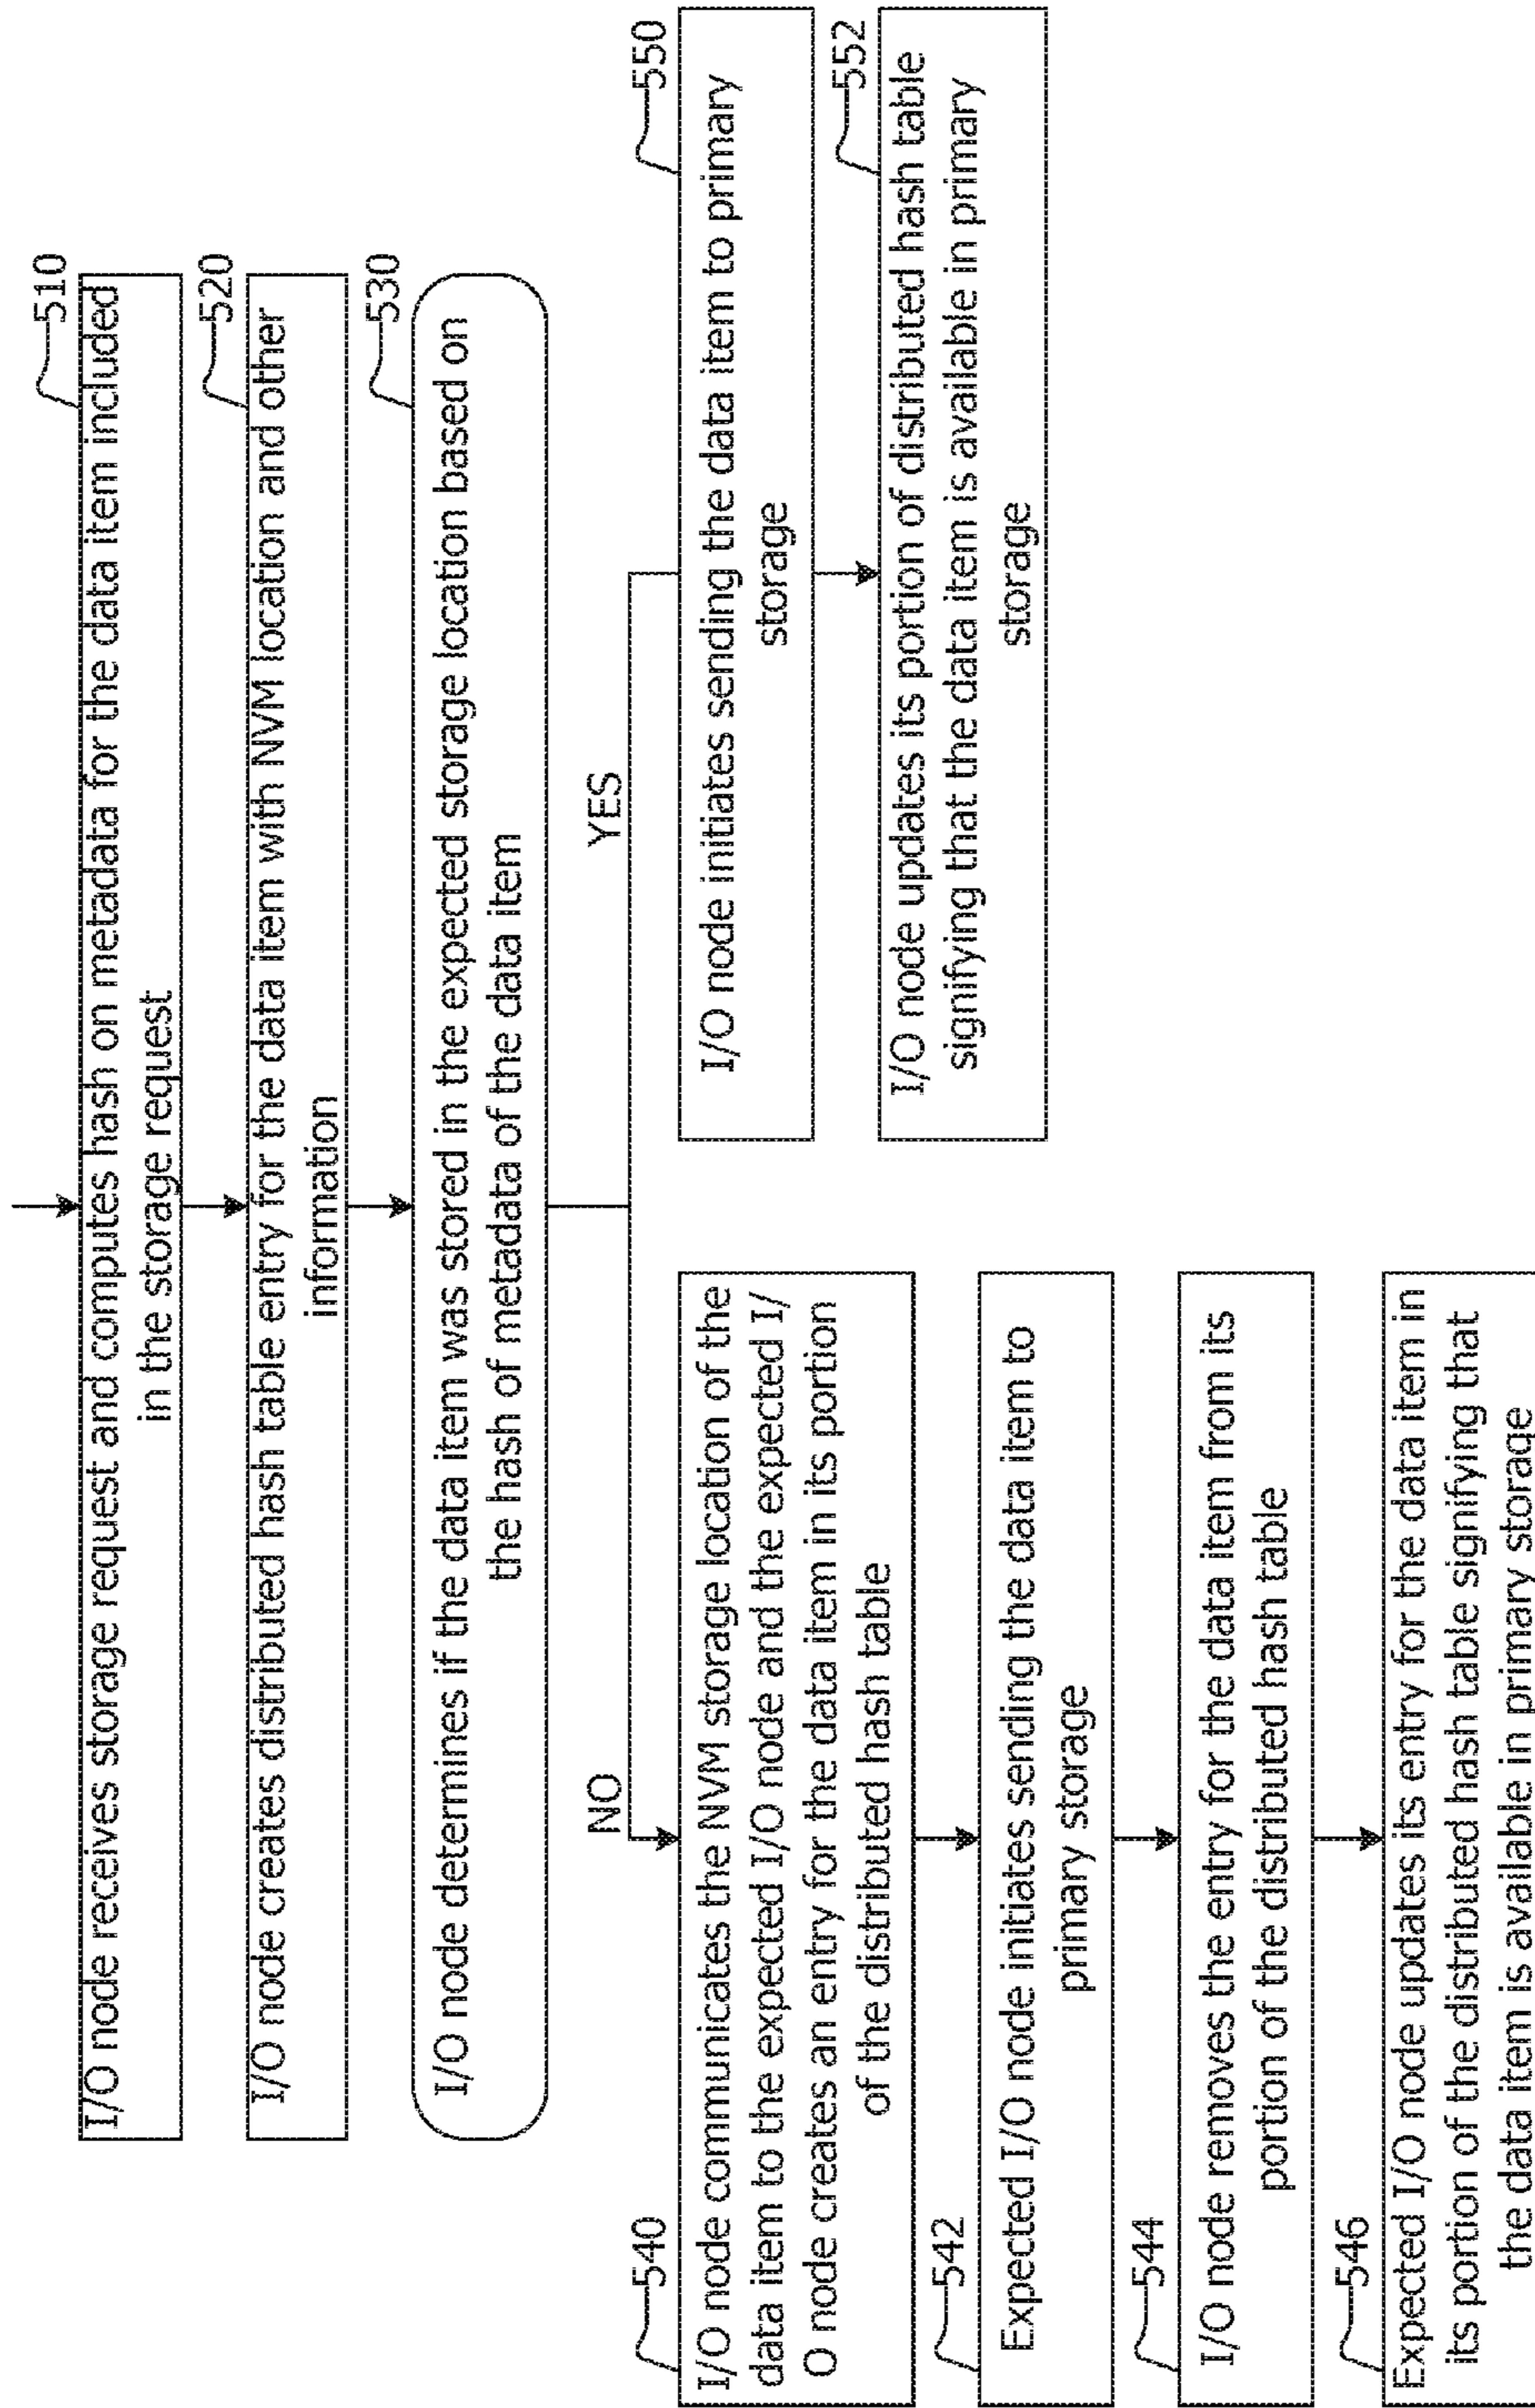 510
I/O node receives storage request and computes hash on metadata for the data item included
in the storage request
520
I/O node creates distributed hash table entry for the data item with NVM location and other
information
530
I/O node determines if the data item was stored in the expected storage location based on
the hash of metadata of the data item
NO
YES
540
I/O node communicates the NVM storage location of the
data item to the expected I/O node and the expected I/
O node creates an entry for the data item in its portion
of the distributed hash table
542
Expected I/O node initiates sending the data item to
primary storage
544
I/O node removes the entry for the data item from its
portion of the distributed hash table
546
Expected I/O node updates its entry for the data item in
its portion of the distributed hash table signifying that
the data item is available in primary storage
550
I/O node initiates sending the data item to primary
storage
552
I/O node updates its portion of distributed hash table
signifying that the data item is available in primary
storage